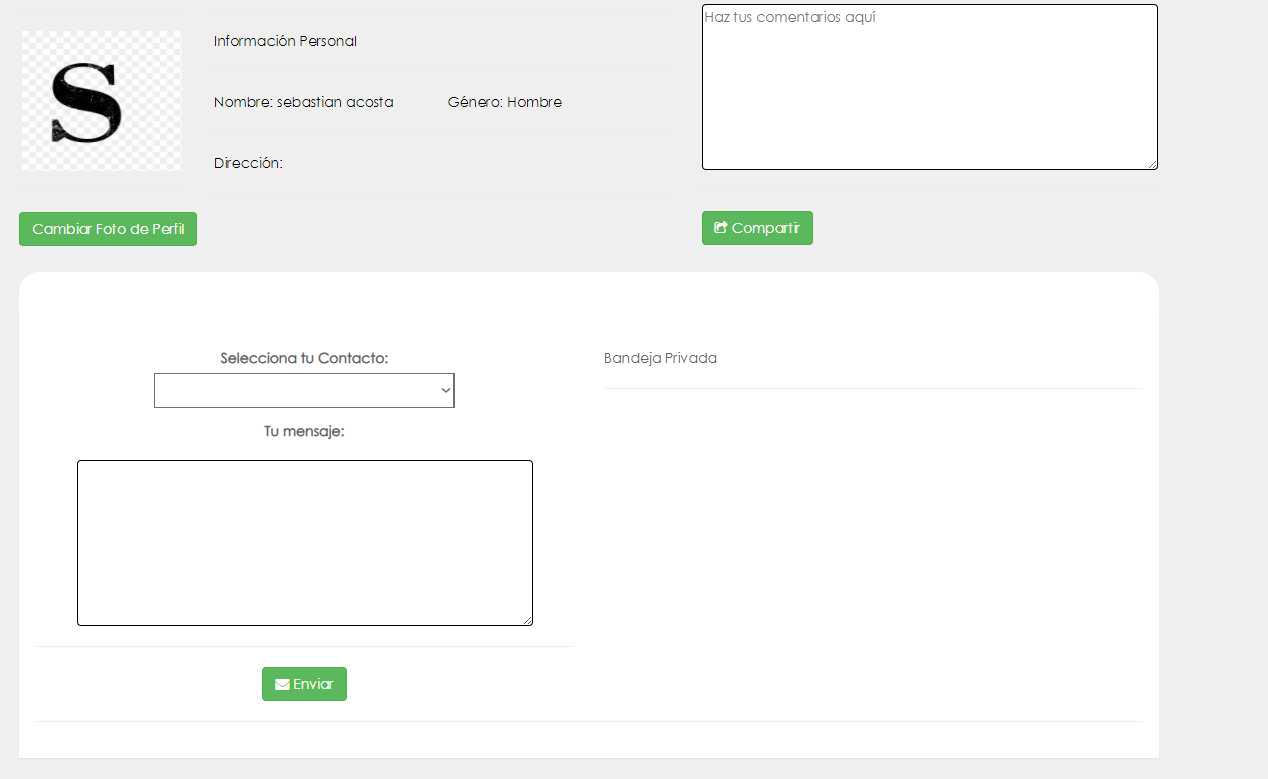 S
Información Personal
Nombre: sebastian acosta
Género: Hombre
Dirección:
Cambiar Foto de Perfil
Haz tus comentarios aquí
Compartir
Selecciona tu Contacto:
Tu mensaje:
Enviar
Bandeja Privada